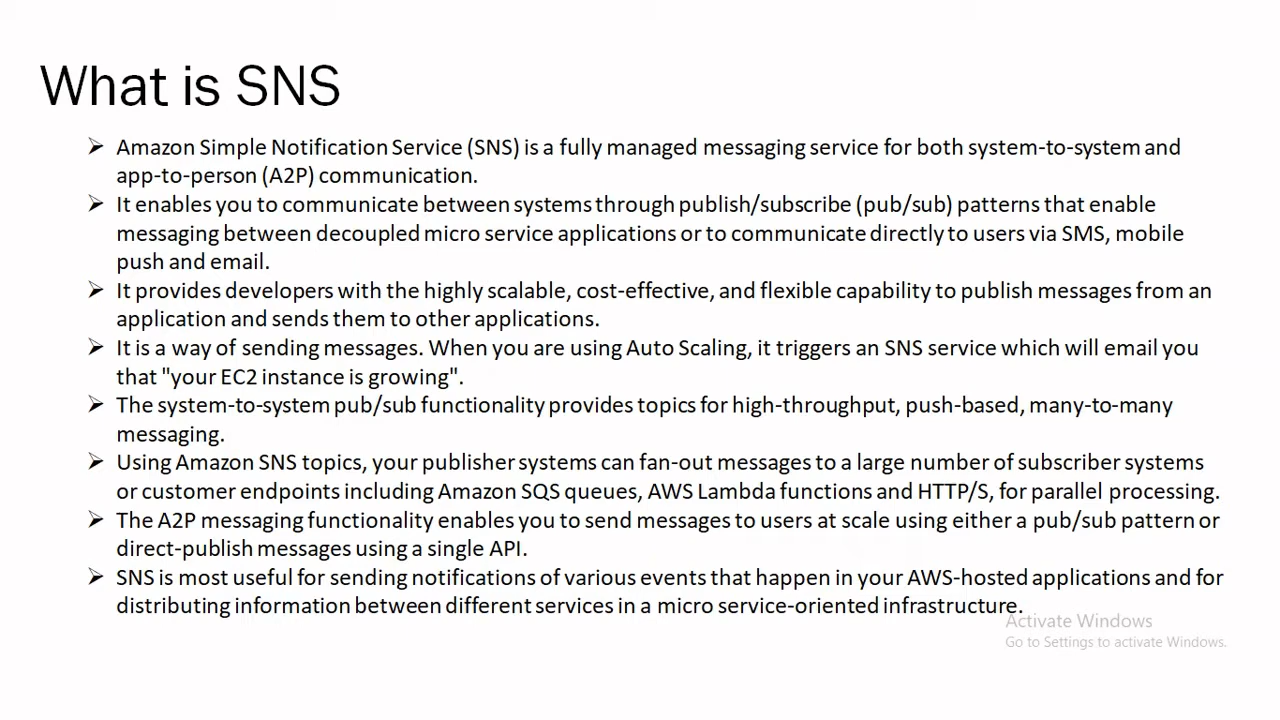 What is SNS
➢ Amazon Simple Notification Service (SNS) is a fully managed messaging service for both system-to-system and
app-to-person (A2P) communication.
➢ It enables you to communicate between systems through publish/subscribe (pub/sub) patterns that enable
messaging between decoupled micro service applications or to communicate directly to users via SMS, mobile
push and email.
➢ It provides developers with the highly scalable, cost-effective, and flexible capability to publish messages from an
application and sends them to other applications.
➢ It is a way of sending messages. When you are using Auto Scaling, it triggers an SNS service which will email you
that "your EC2 instance is growing".
➢ The system-to-system pub/sub functionality provides topics for high-throughput, push-based, many-to-many
messaging.
➢ Using Amazon SNS topics, your publisher systems can fan-out messages to a large number of subscriber systems
or customer endpoints including Amazon SQS queues, AWS Lambda functions and HTTP/S, for parallel processing.
➢ The A2P messaging functionality enables you to send messages to users at scale using either a pub/sub pattern or
direct-publish messages using a single API.
➢ SNS is most useful for sending notifications of various events that happen in your AWS-hosted applications and for
distributing information between different services in a micro service-oriented infrastructure.
Activate Windows
Go to Settings to activate Windows.